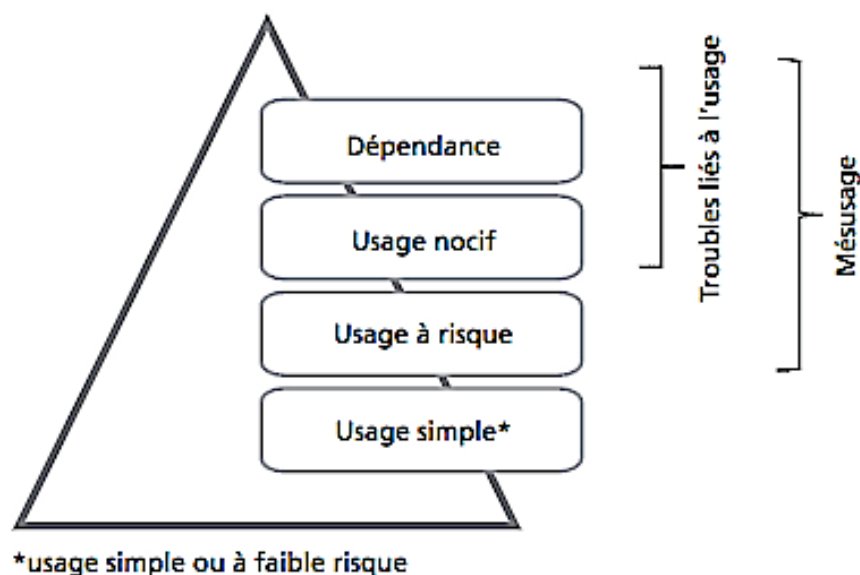 Dépendance
Usage nocif
Usage à risque
Usage simple*
Troubles liés à l'usage
Mésusage
*usage simple ou à faible risque